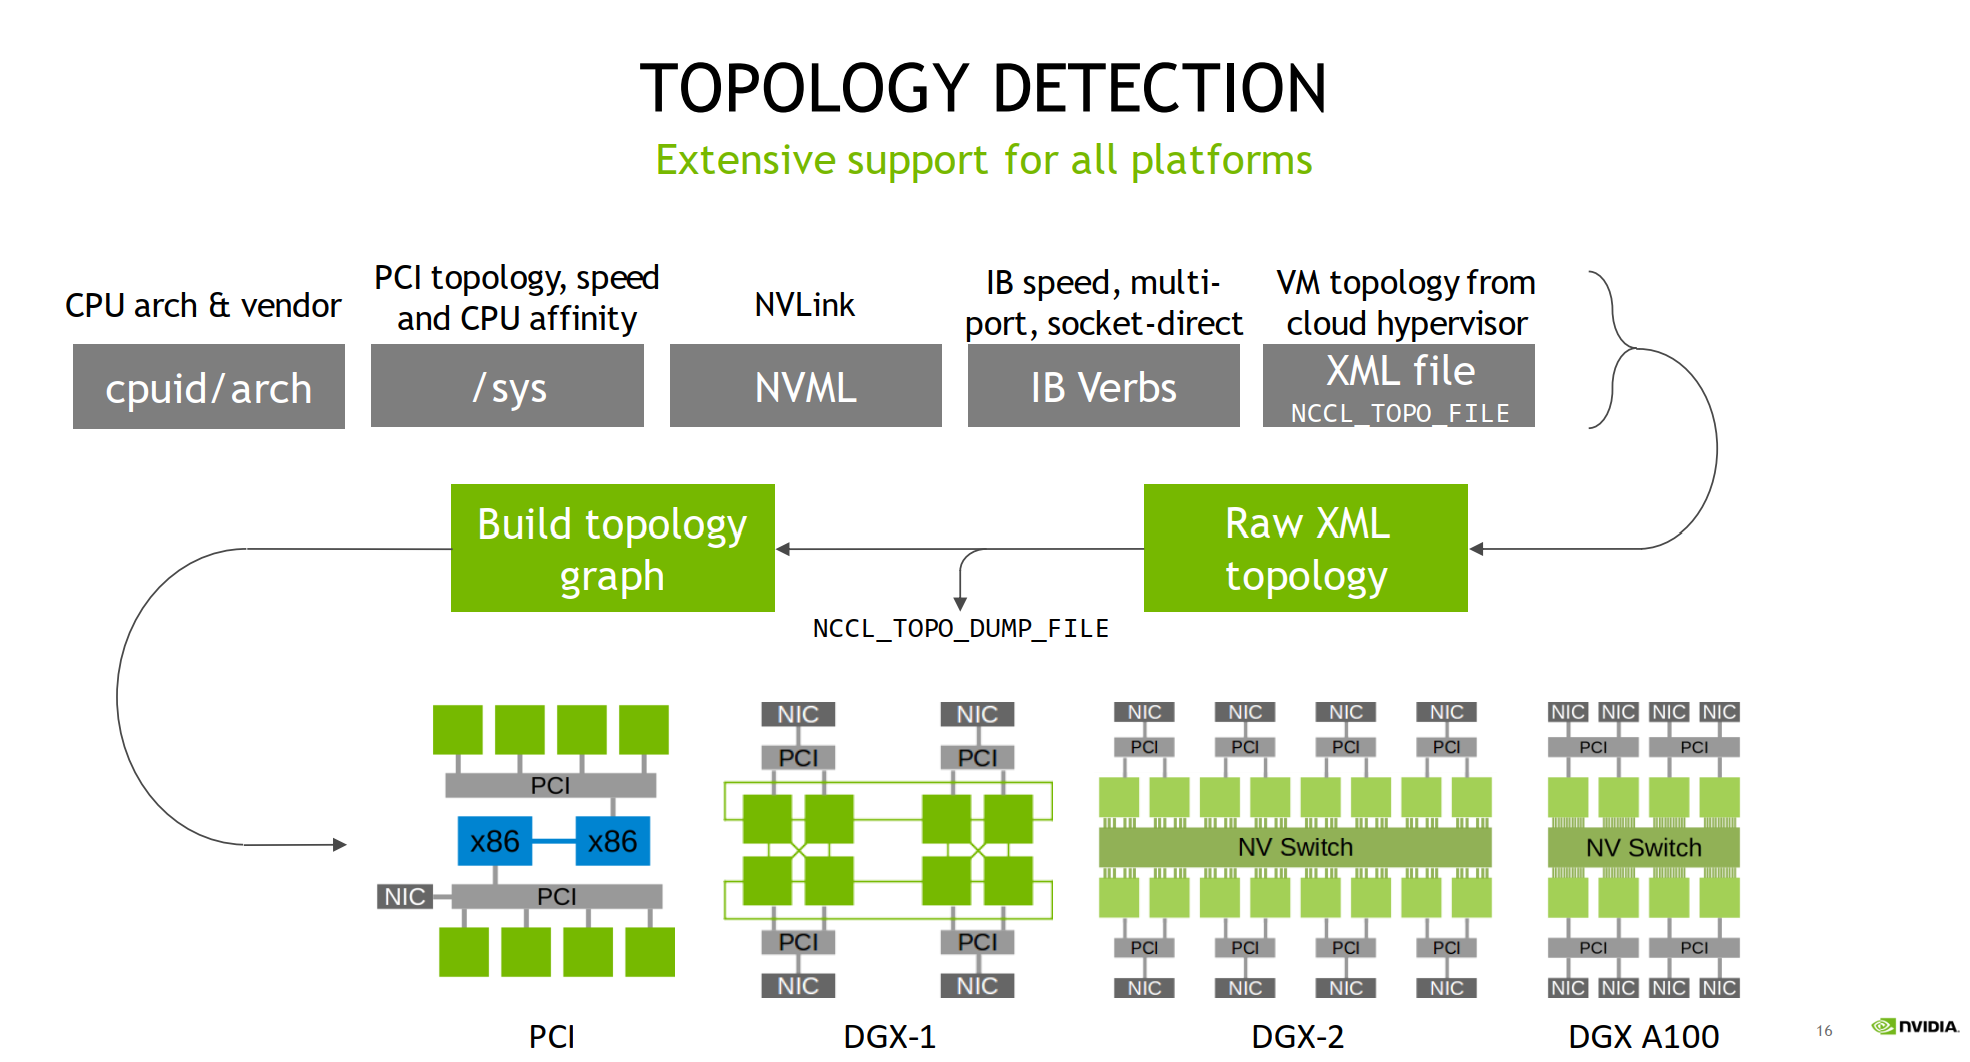 TOPOLOGY DETECTION
Extensive support for all platforms
CPU arch & vendor
PCI topology, speed
and CPU affinity
NVLink
IB speed, multi-
port, socket-direct
VM topology from
cloud hypervisor
cpuid/arch
/sys
NVML
IB Verbs
XML file
NCCL_TOPO_FILE
Build topology
graph
Raw XML
topology
NCCL_TOPO_DUMP_FILE
PCI
x86
x86
NIC
PCI
PCI
NIC
NIC
PCI
PCI
PCI
PCI
NIC
NIC
DGX-1
NIC
NIC
NIC
NIC
PCI
PCI
PCI
PCI
NV Switch
PCI
PCI
PCI
PCI
NIC
NIC
NIC
NIC
DGX-2
NIC
NIC
NIC
NIC
PCI
PCI
NV Switch
PCI
PCI
NIC
NIC
NIC
NIC
DGX A100
16
NVIDIA.